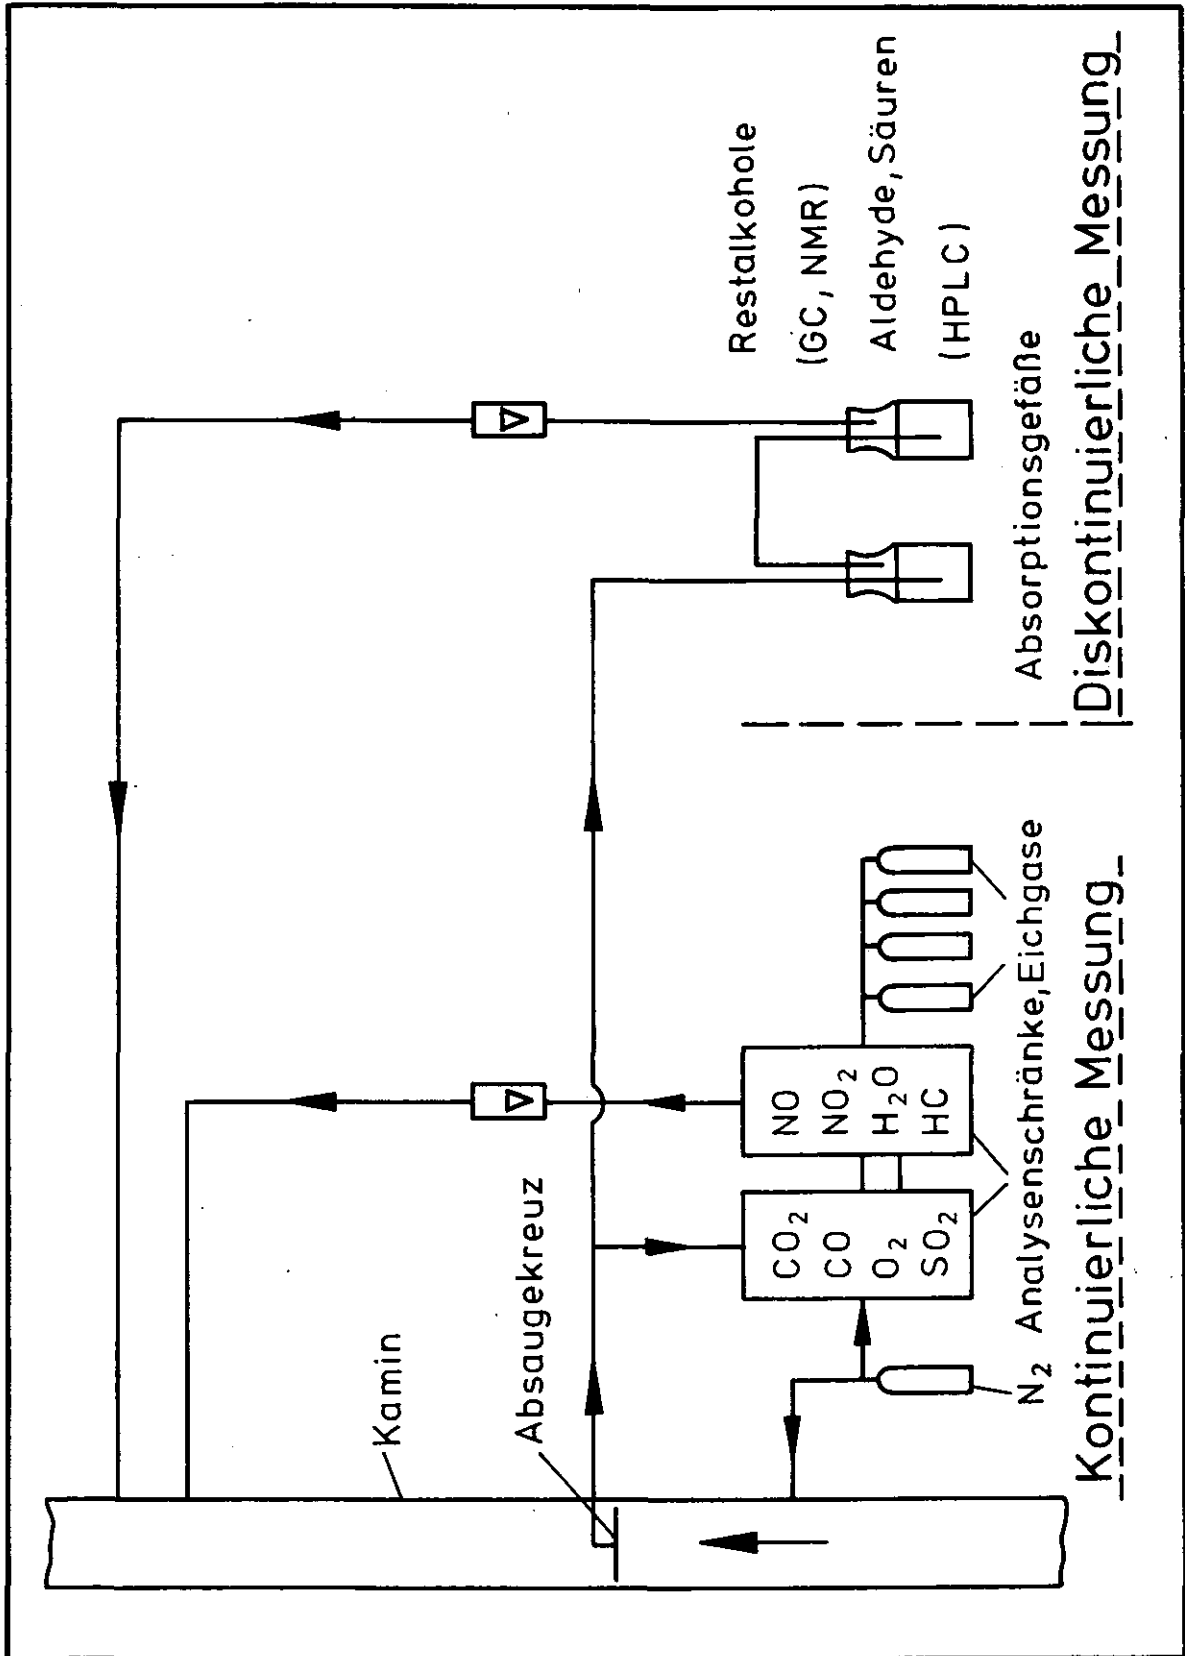 Kamin
Absaugekreuz
CO2
CO
O2
SO2
NO
NO2
H2O
HC
N2
Analysenschränke, Eichgase
Kontinuierliche Messung
Restalkohole
(GC, NMR)
Aldehyde, Säuren
(HPLC)
Absorptionsgefäße
Diskontinuierliche Messung